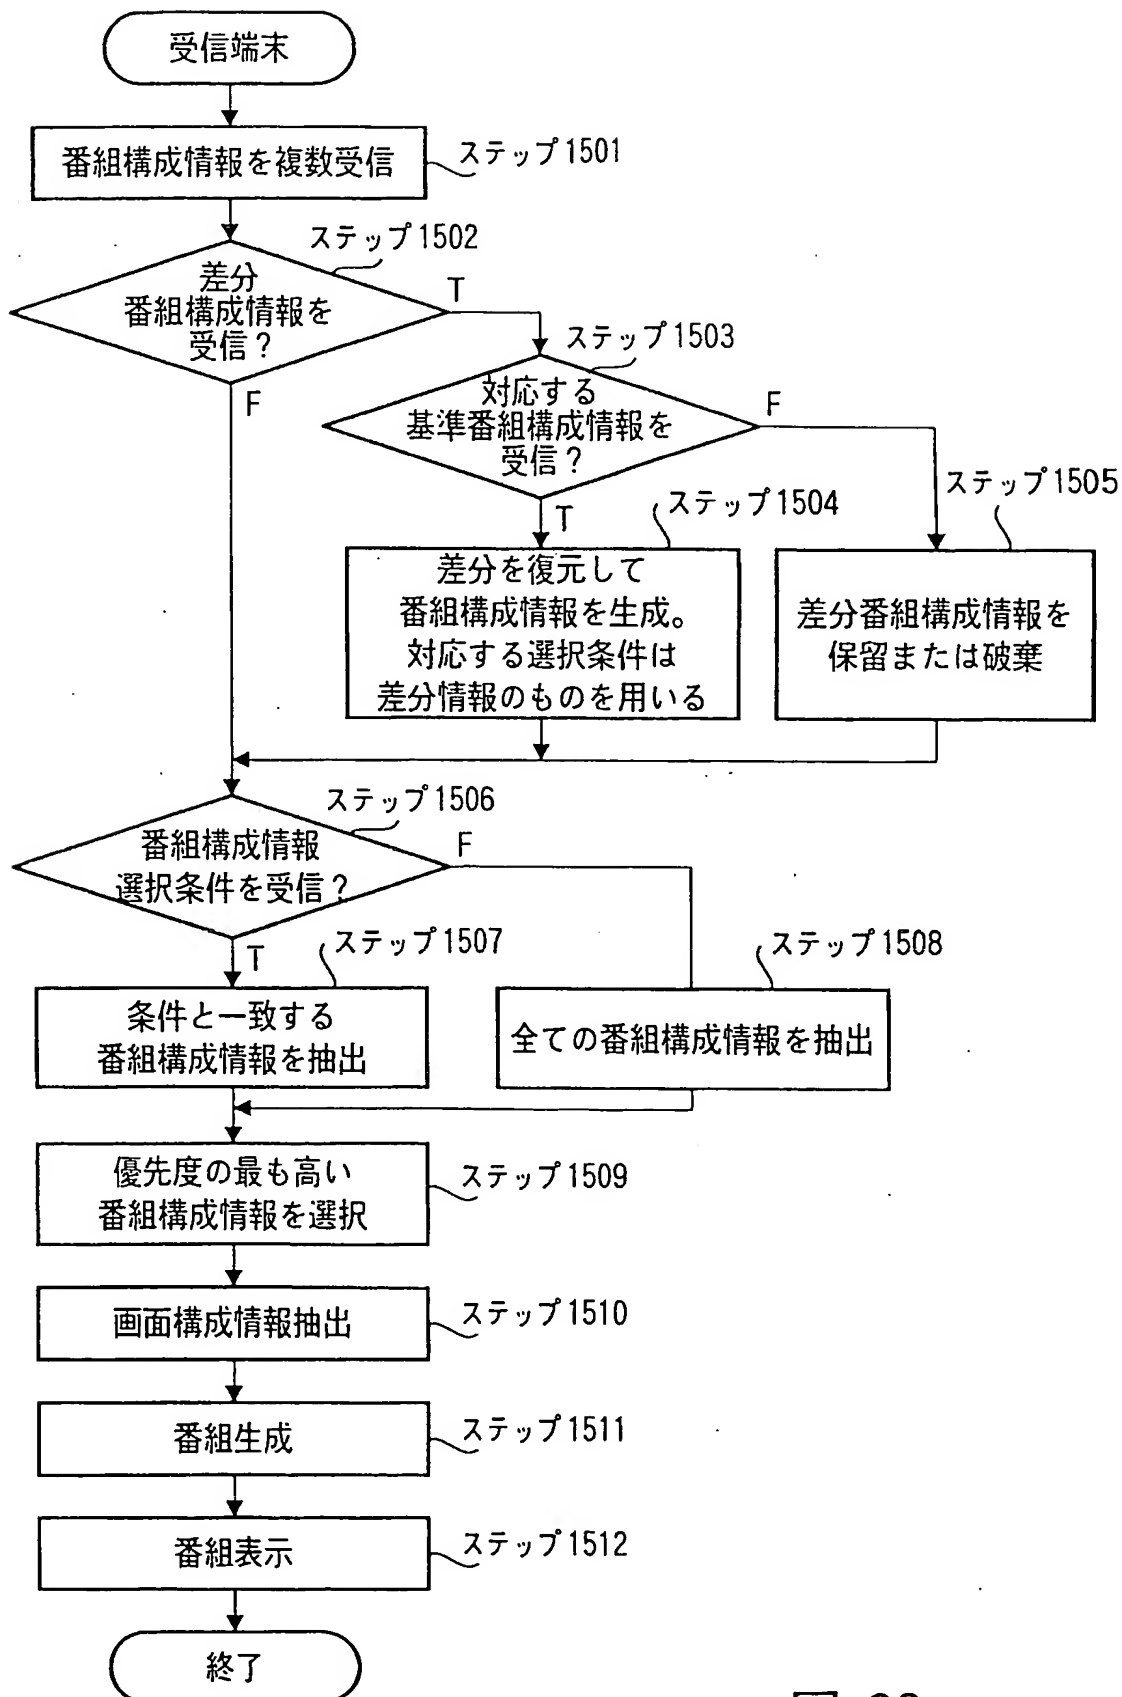 受信端末
番組構成情報を複数受信
ステップ1501
ステップ1502
差分
番組構成情報を
受信？
T
F
ステップ1503
対応する
基準番組構成情報を
受信？
F
T
ステップ1504
差分を復元して
番組構成情報を生成。
対応する選択条件は
差分情報のものを用いる
ステップ1505
差分番組構成情報を
保留または破棄
ステップ1506
番組構成情報
選択条件を受信？
F
T
ステップ1507
条件と一致する
番組構成情報を抽出
ステップ1508
全ての番組構成情報を抽出
優先度の最も高い
番組構成情報を選択
ステップ1509
画面構成情報抽出
ステップ1510
番組生成
ステップ1511
番組表示
ステップ1512
終了